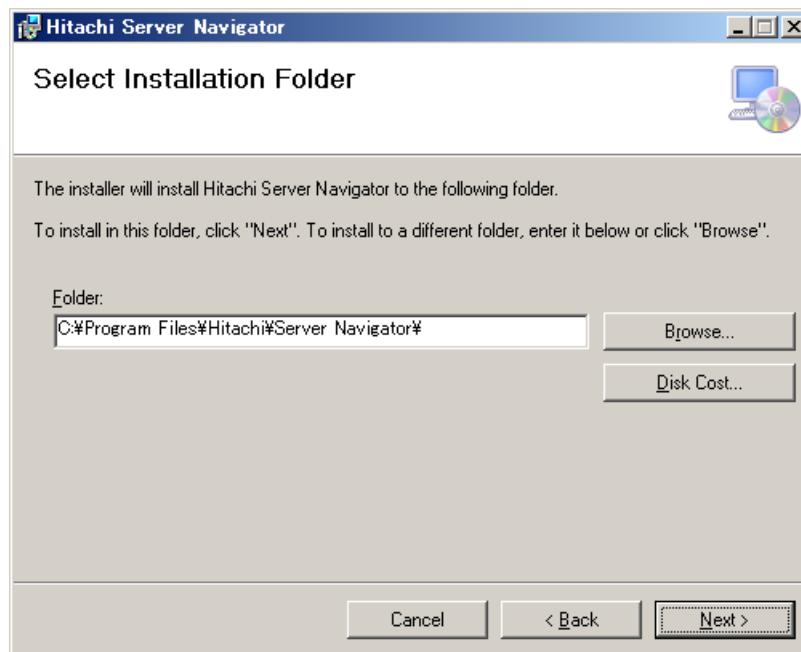 Hitachi Server Navigator
Select Installation Folder
The installer will install Hitachi Server Navigator to the following folder.
To install in this folder, click "Next". To install to a different folder, enter it below or click "Browse".
Folder:
C:¥Program Files¥Hitachi¥Server Navigator¥
Browse...
Disk Cost...
Cancel
< Back
Next >